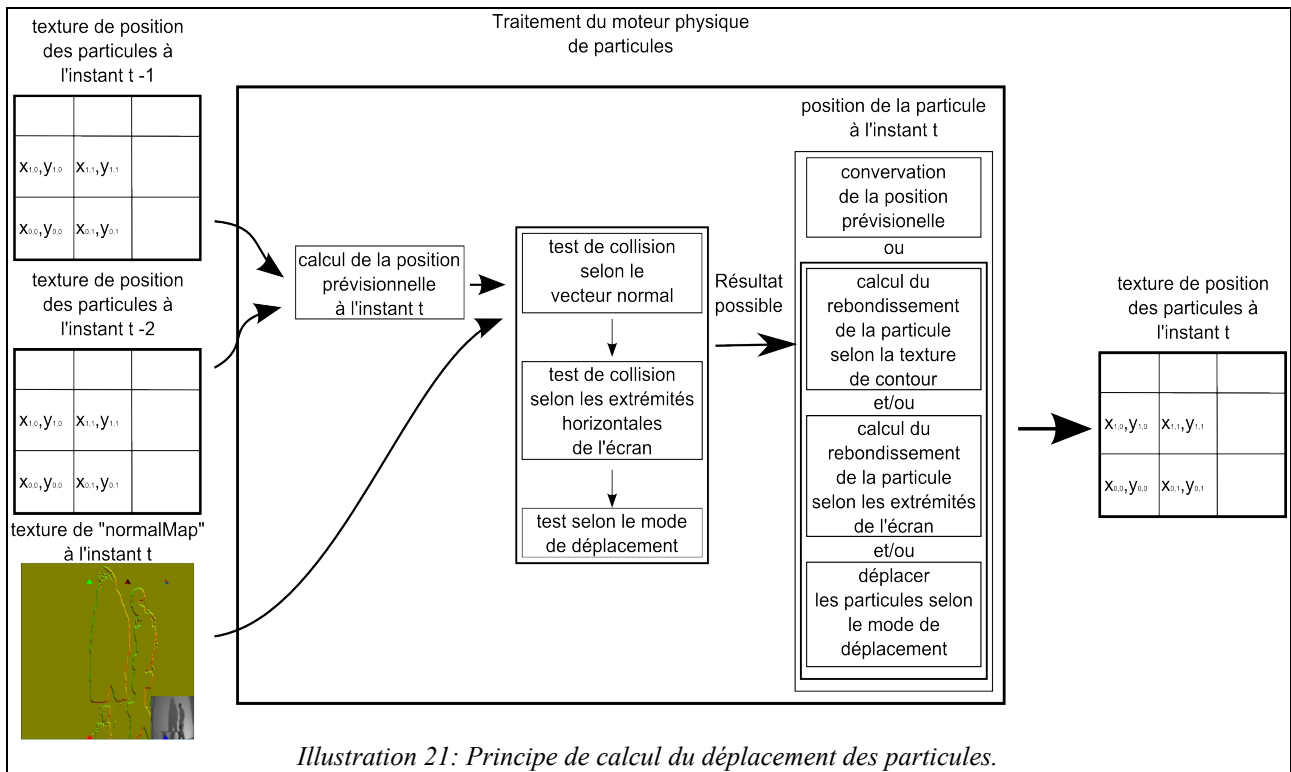 texture de position
des particules à
l'instant t -1
x1,0,y1,0 x1,1,y1,1
x0,0,y0,0 x0,1,y0,1
texture de position
des particules à
l'instant t -2
x1,0,y1,0 x1,1,y1,1
x0,0,y0,0 x0,1,y0,1
texture de "normalMap"
à l'instant t
Traitement du moteur physique
de particules
calcul de la position
prévisionnelle
à l'instant t
test de collision
selon le
vecteur normal
test de collision
selon les extrémités
horizontales
de l'écran
test selon le mode
de déplacement
Résultat
possible
position de la particule
à l'instant t
convervation
de la position
prévisionelle
ou
calcul du
rebondissement
de la particule
selon la texture
de contour
et/ou
calcul du
rebondissement
de la particule
selon les extrémités
de l'écran
et/ou
déplacer
les particules selon
le mode de
déplacement
texture de position
des particules à
l'instant t
x1,0,y1,0 x1,1,y1,1
x0,0,y0,0 x0,1,y0,1
Illustration 21: Principe de calcul du déplacement des particules.